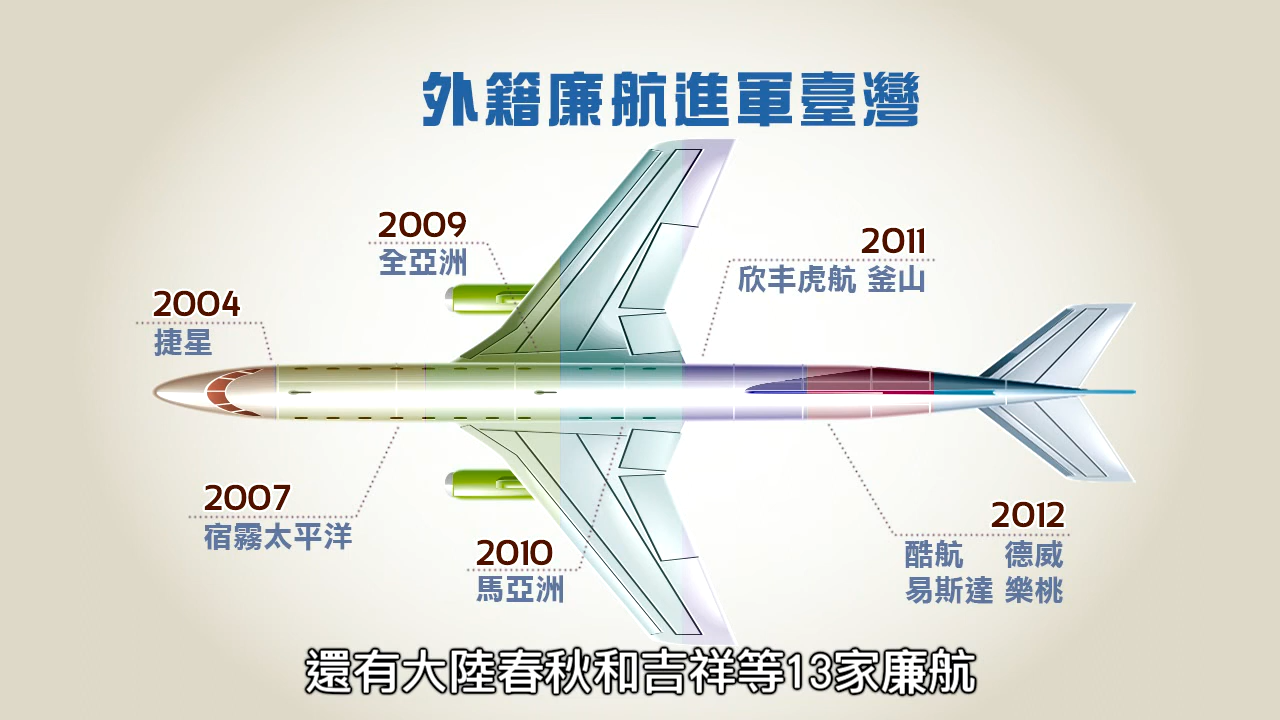 外籍廉航進軍臺灣
2009
全亞洲
2011
欣丰虎航 釜山
2004
捷星
2007
宿霧太平洋
2010
馬亞洲
2012
酷航 德威
易斯達 樂桃
還有大陸春秋和吉祥等13家廉航